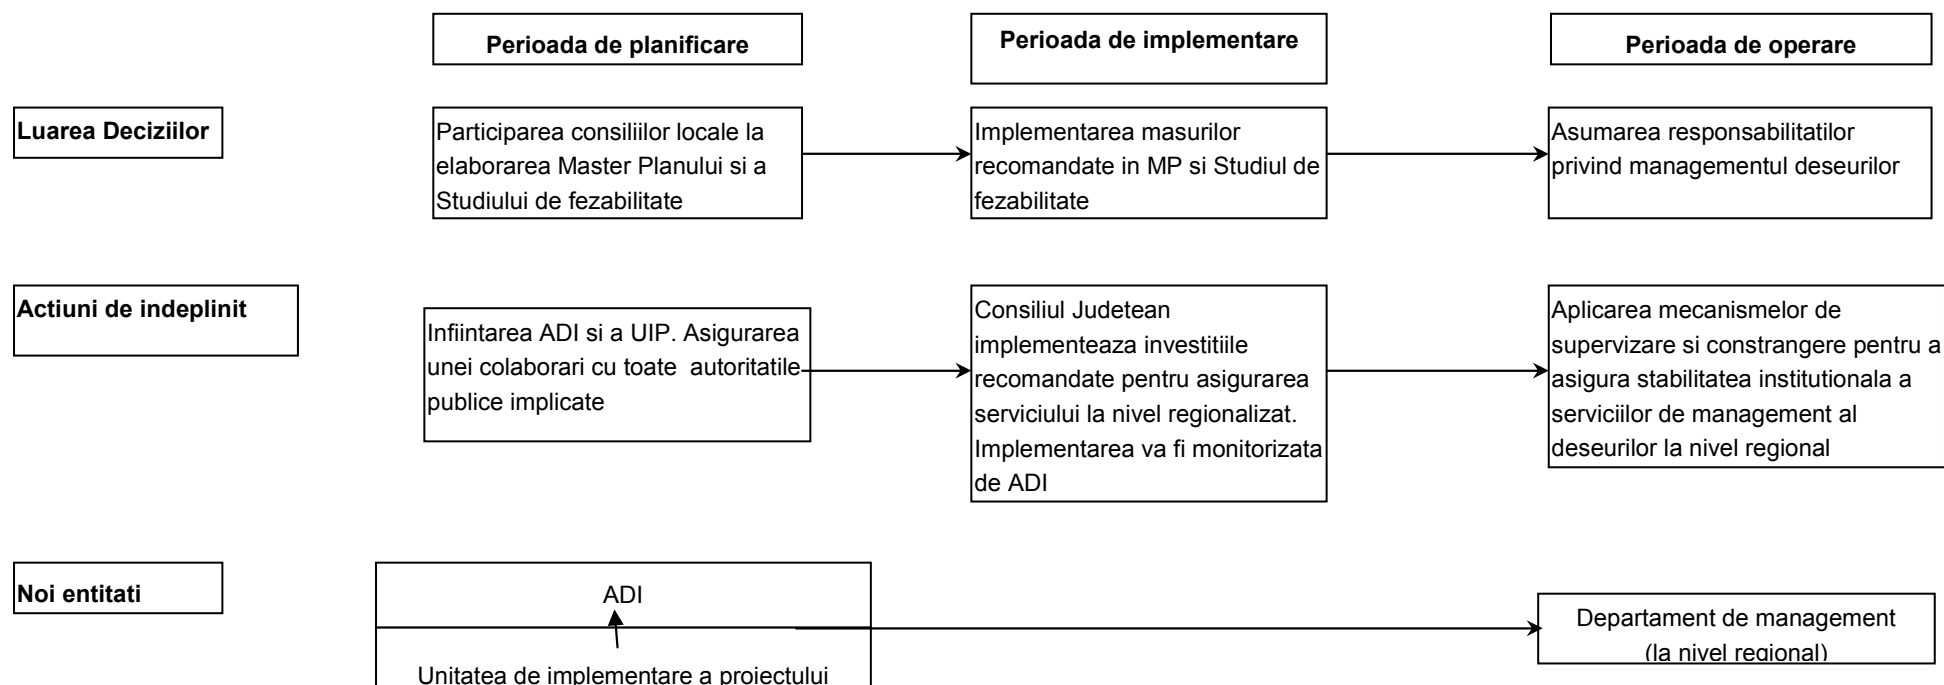 Perioada de planificare
Perioada de implementare
Perioada de operare
Luarea Deciziilor
Participarea consiliilor locale la
elaborarea Master Planului si a
Studiului de fezabilitate
Implementarea masurilor
recomandate in MP si Studiul de
fezabilitate
Asumarea responsabilitatilor
privind managementul deseurilor
Actiuni de indeplinit
Infiintarea ADI si a UIP. Asigurarea
unei colaborari cu toate autoritatile
publice implicate
Consiliul Judetean
implementeaza investitiile
recomandate pentru asigurarea
serviciului la nivel regionalizat.
Implementarea va fi monitorizata
de ADI
Aplicarea mecanismelor de
supervizare si constrangere pentru a
asigura stabilitatea institutionala a
serviciilor de management al
deseurilor la nivel regional
Noi entitati
ADI
Unitatea de implementare a proiectului
Departament de management
(la nivel regional)